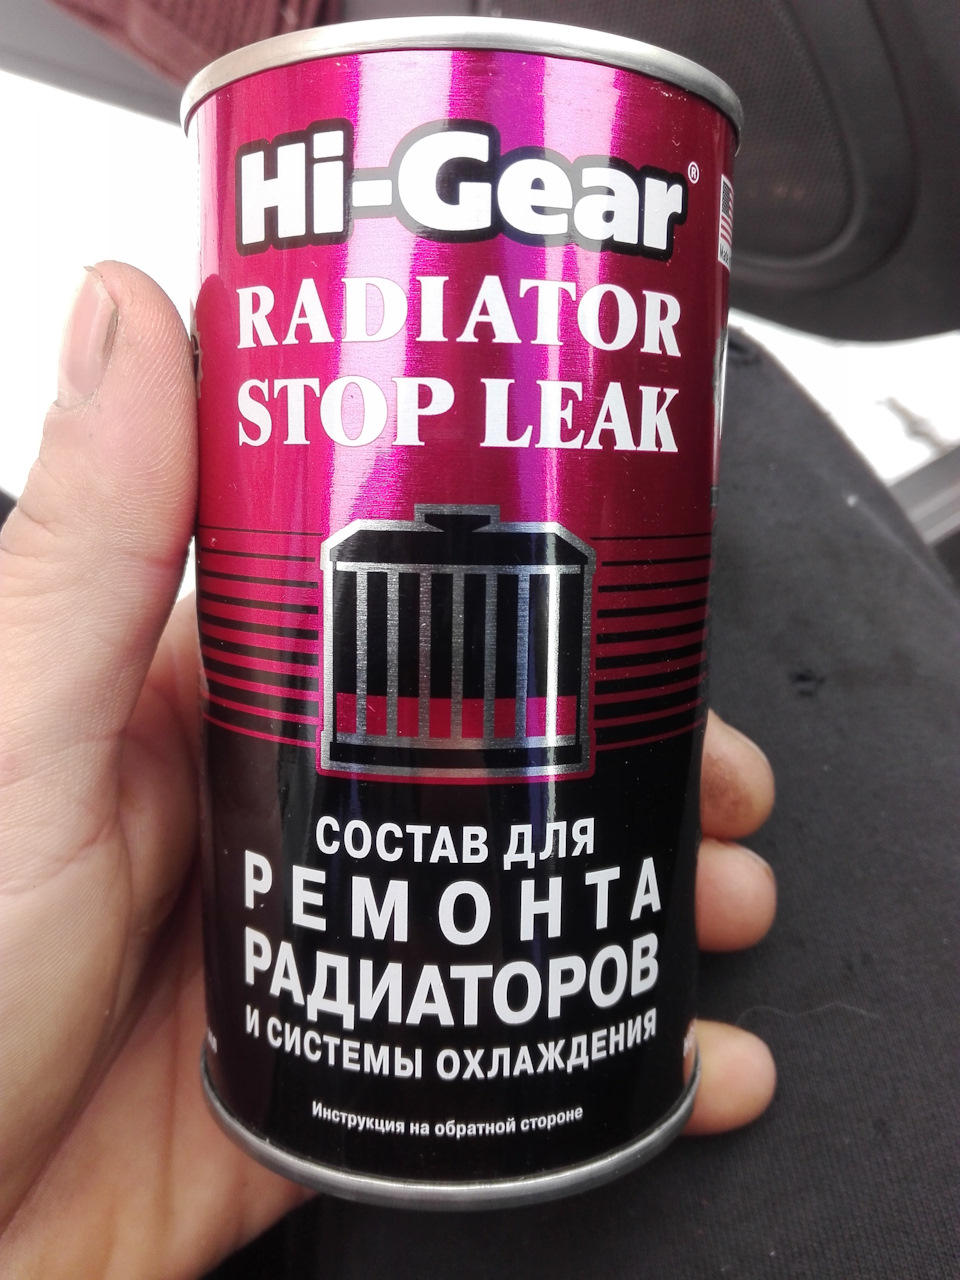 Hi-Gear®
RADIATOR
STOP LEAK
СОСТАВ ДЛЯ
РЕМОНТА
РАДИАТОРОВ
И СИСТЕМЫ ОХЛАЖДЕНИЯ
Инструкция на обратной стороне